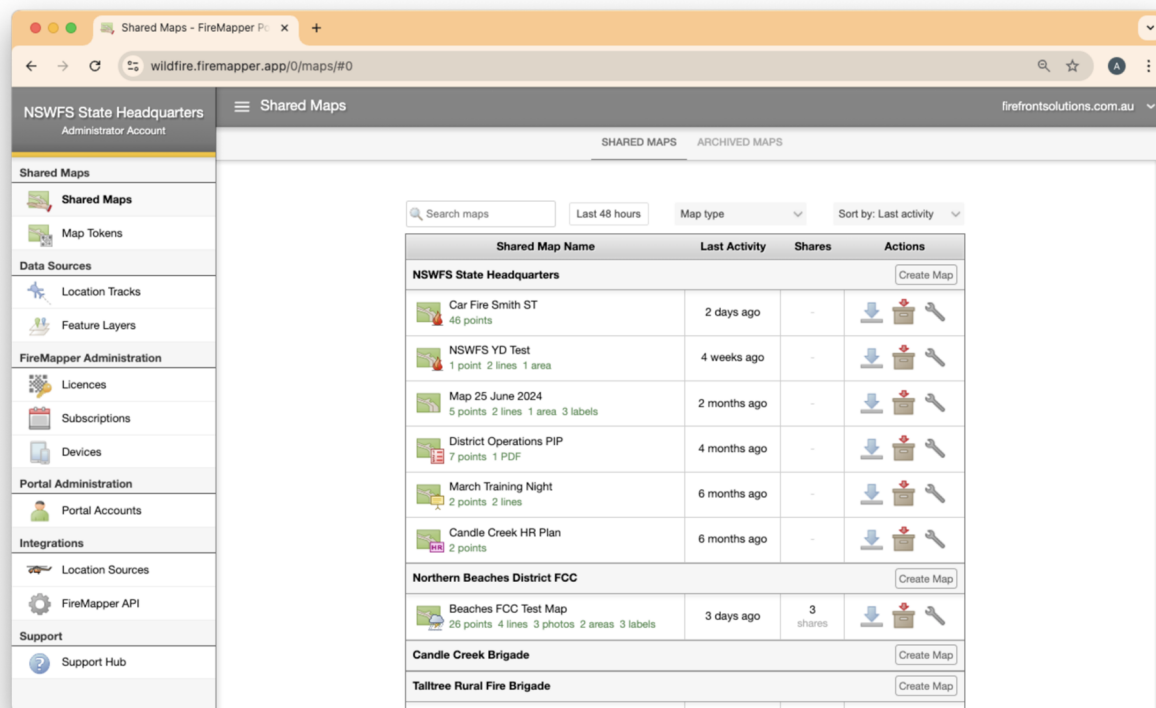 Shared Maps - FireMapper Po
wildfire.firemapper.app/0/maps/#0
A
NSWFS State Headquarters
Administrator Account
Shared Maps
firefrontsolutions.com.au
SHARED MAPS ARCHIVED MAPS
Shared Maps
Shared Maps
Map Tokens
Data Sources
Location Tracks
Feature Layers
FireMapper Administration
Licences
Subscriptions
Devices
Portal Administration
Portal Accounts
Integrations
Location Sources
FireMapper API
Support
Support Hub
Search maps
Last 48 hours
Map type
Sort by: Last activity
Shared Map Name Last Activity Shares Actions
NSWFS State Headquarters Create Map
Car Fire Smith ST
46 points
2 days ago -
NSWFS YD Test
1 point 2 lines 1 area
4 weeks ago -
Map 25 June 2024
5 points 2 lines 1 area 3 labels
2 months ago -
District Operations PIP
7 points 1 PDF
4 months ago -
March Training Night
2 points 2 lines
6 months ago -
HR
Candle Creek HR Plan
2 points
6 months ago -
Northern Beaches District FCC Create Map
Beaches FCC Test Map
26 points 4 lines 3 photos 2 areas 3 labels
3 days ago
3
shares
Candle Creek Brigade Create Map
Talltree Rural Fire Brigade Create Map